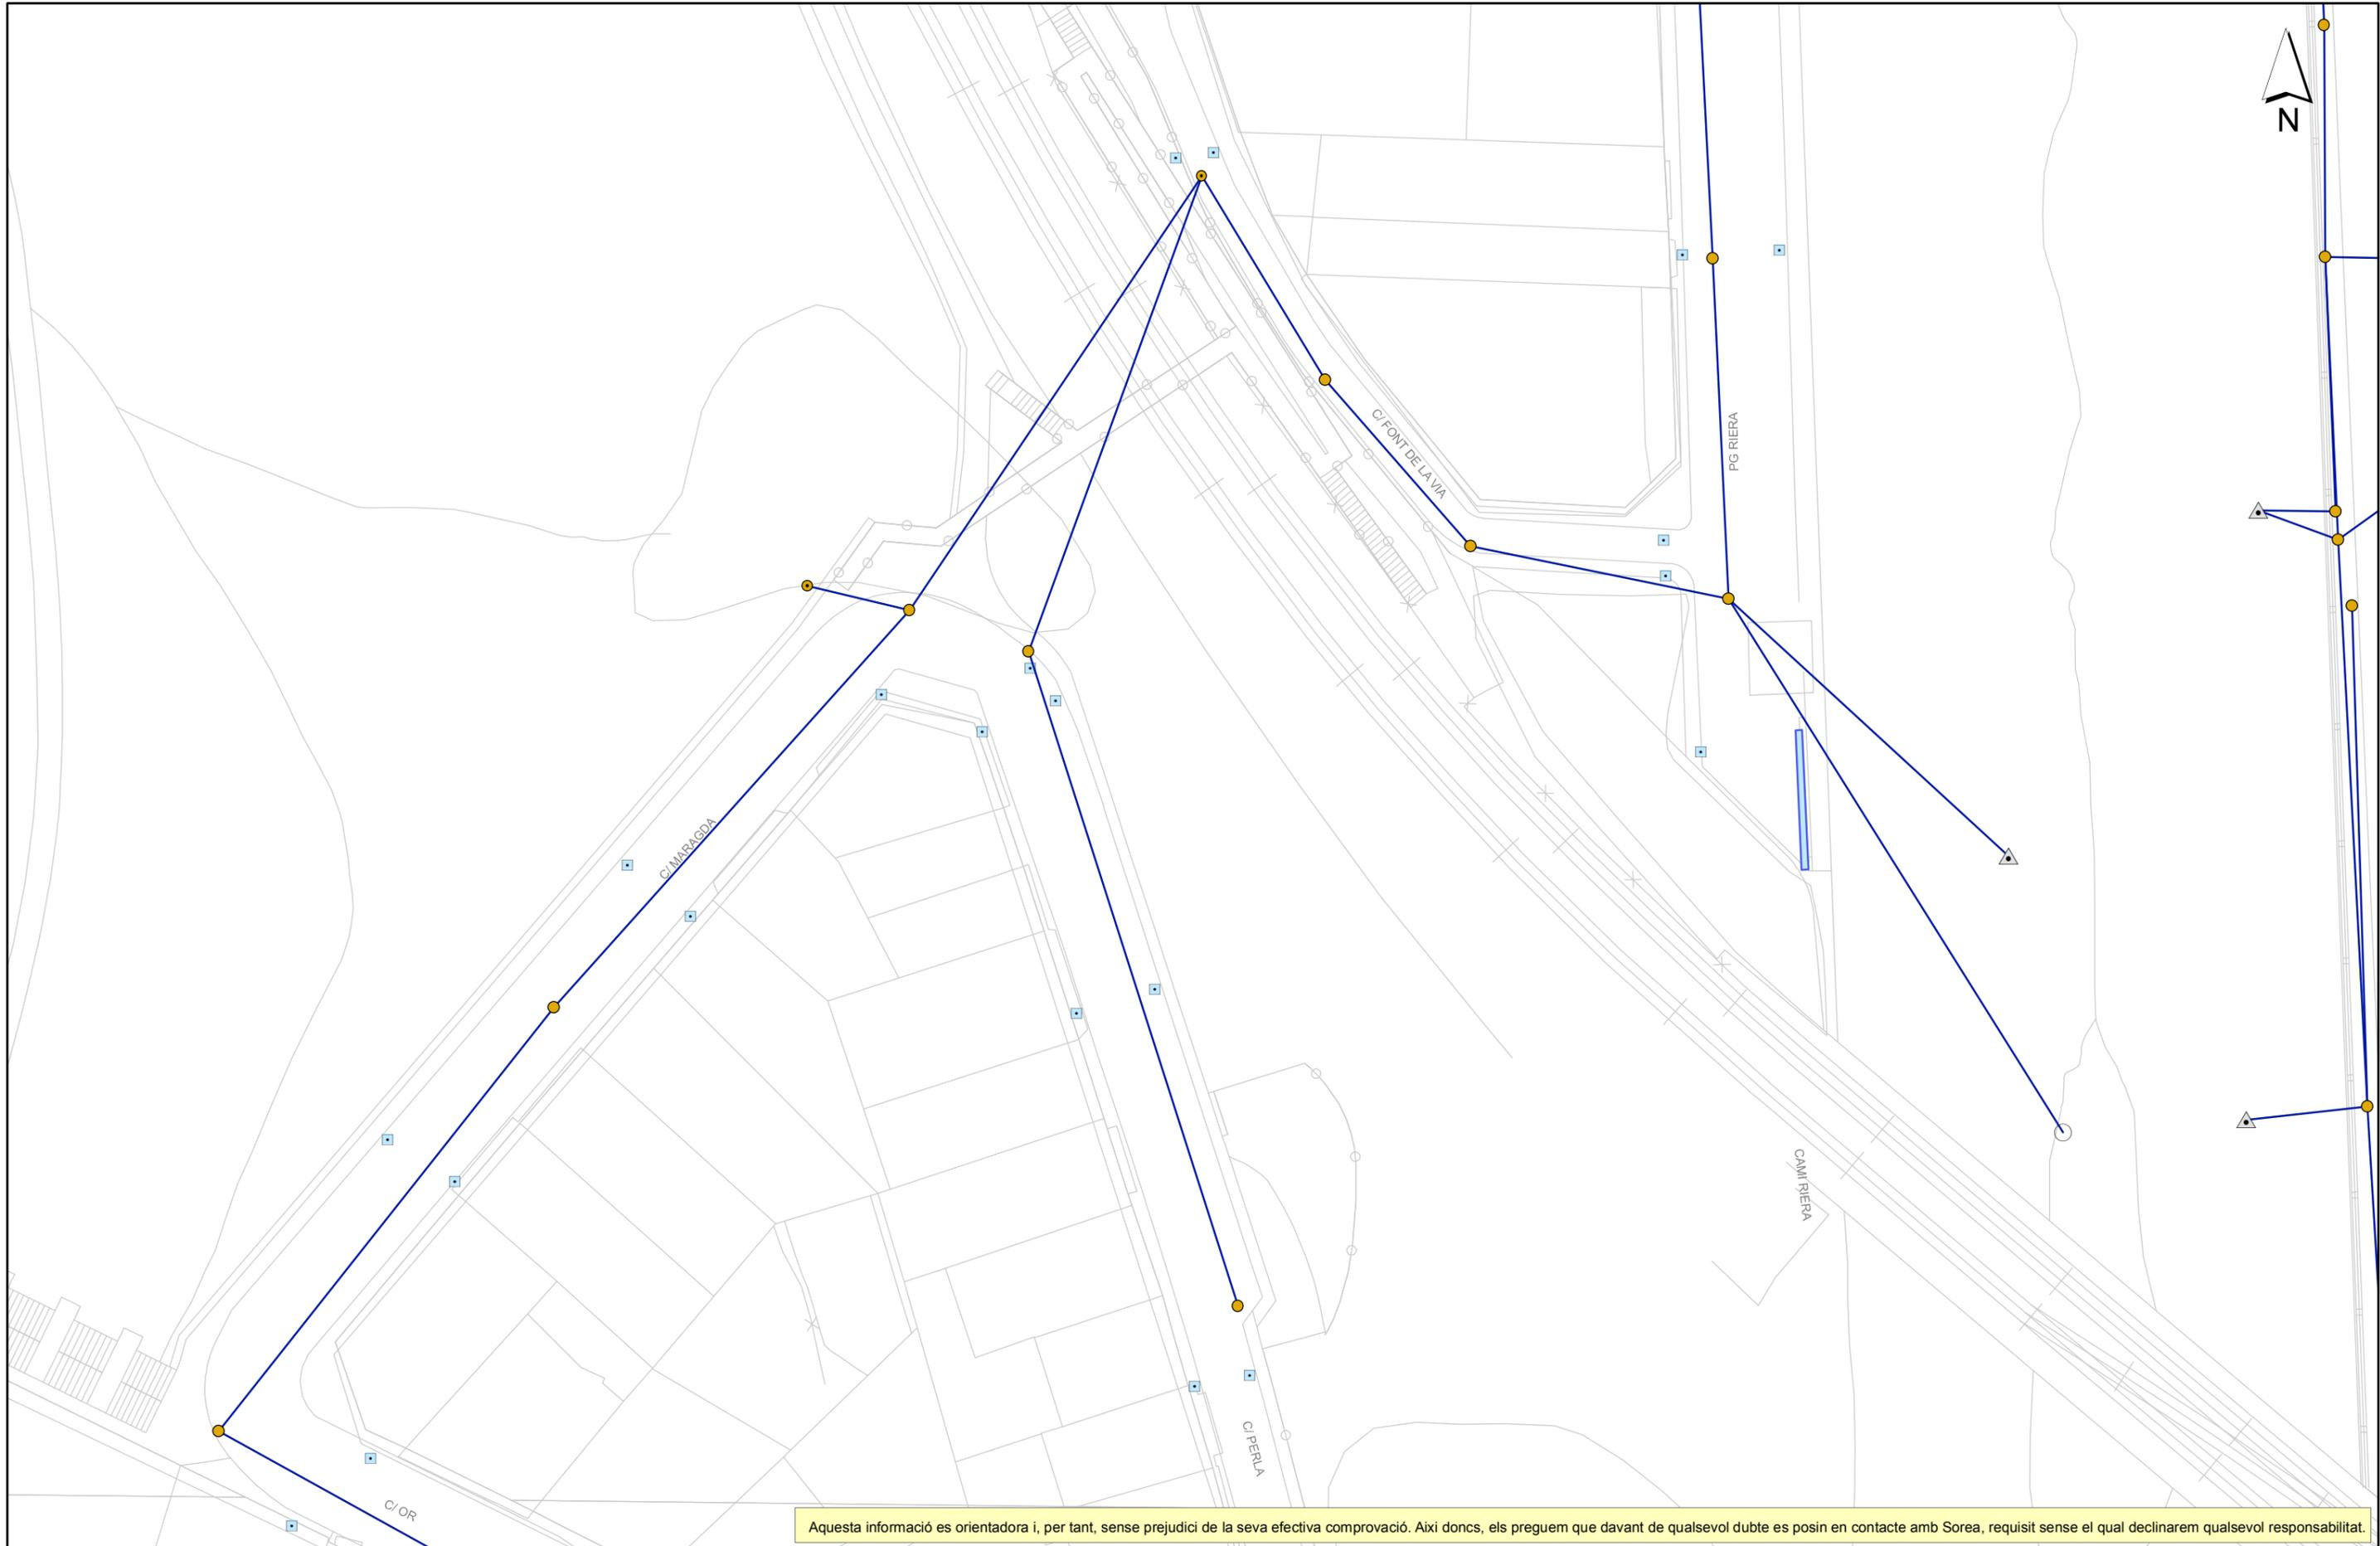 N
C/ FONT DE LA VIA
PG RIERA
C/ MARAGDA
CAMI RIERA
C/ PERLA
C/ OR
Aquesta informació es orientadora i, per tant, sense prejudici de la seva efectiva comprovació. Aixi doncs, els preguem que davant de qualsevol dubte es posin en contacte amb Sorea, requisit sense el qual declinarem qualsevol responsabilitat.